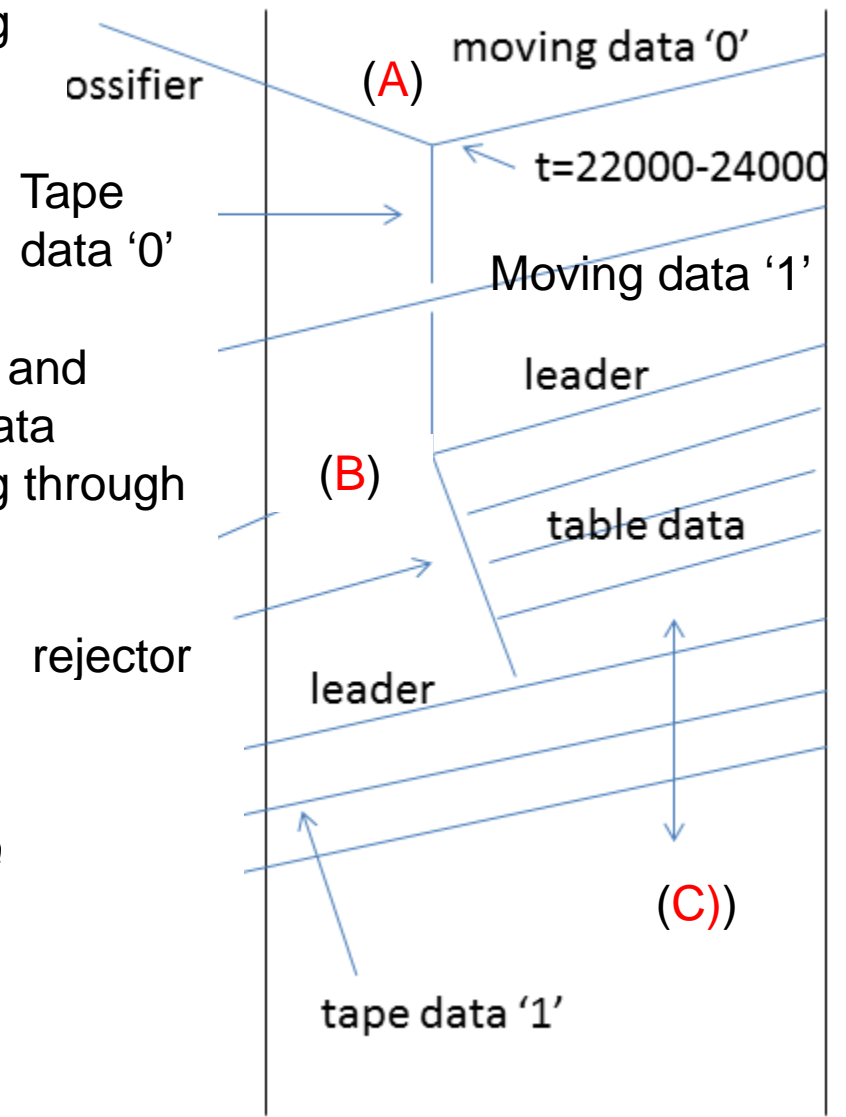 g
ossifier
(A)
moving data ‘0’
t=22000-24000
Tape
data ‘0’
Moving data ‘1’
and
ata
g through
leader
(B)
table data
rejector
leader
(C))
tape data ‘1’